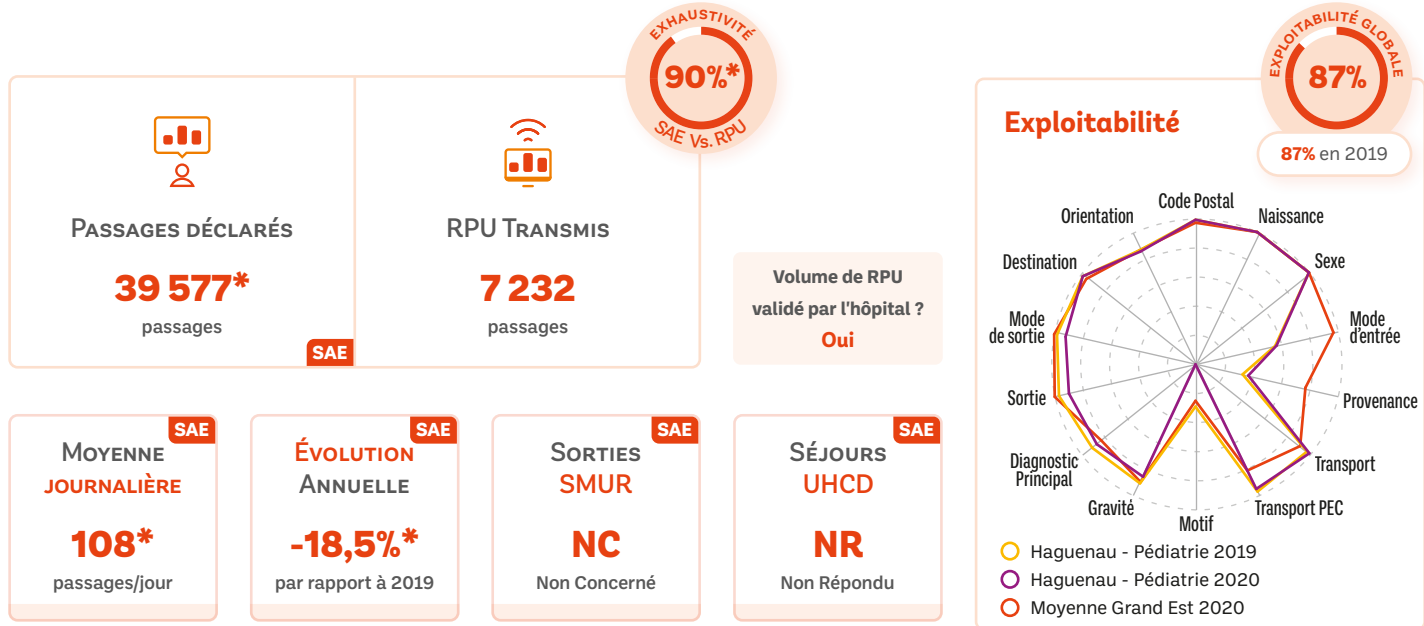 EXHAUSTIVITÉ
90%*
SAE Vs. RPU
PASSAGES DÉCLARÉS
39 577*
passages
SAE
RPU TRANSMIS
7 232
passages
Volume de RPU
validé par l'hôpital ?
Oui
SAE
MOYENNE
JOURNALIÈRE
108*
passages/jour
SAE
ÉVOLUTION
ANNUELLE
-18,5%*
par rapport à 2019
SAE
SORTIES
SMUR
NC
Non Concerné
SAE
SÉJOURS
UHCD
NR
Non Répondu
EXPLOITABILITÉ GLOBALE
87%
87% en 2019
Exploitabilité
Code Postal
Naissance
Sexe
Mode
d'entrée
Provenance
Transport
Transport PEC
Motif
Gravité
Diagnostic
Principal
Sortie
Mode
de sortie
Destination
Orientation
Haguenau - Pédiatrie 2019
Haguenau - Pédiatrie 2020
Moyenne Grand Est 2020